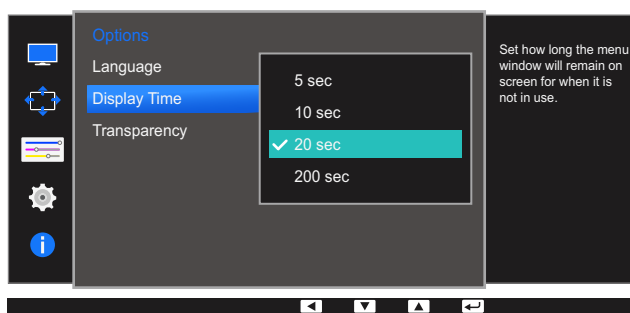 Options
Language
Display Time
Transparency
5 sec
10 sec
20 sec
200 sec
Set how long the menu
window will remain on
screen for when it is
not in use.